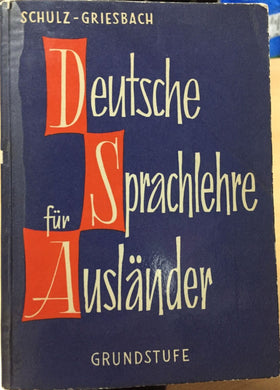 SCHULZ-GRIESBACH
Deutsche
Sprachlehre
für
Ausländer
GRUNDSTUFE